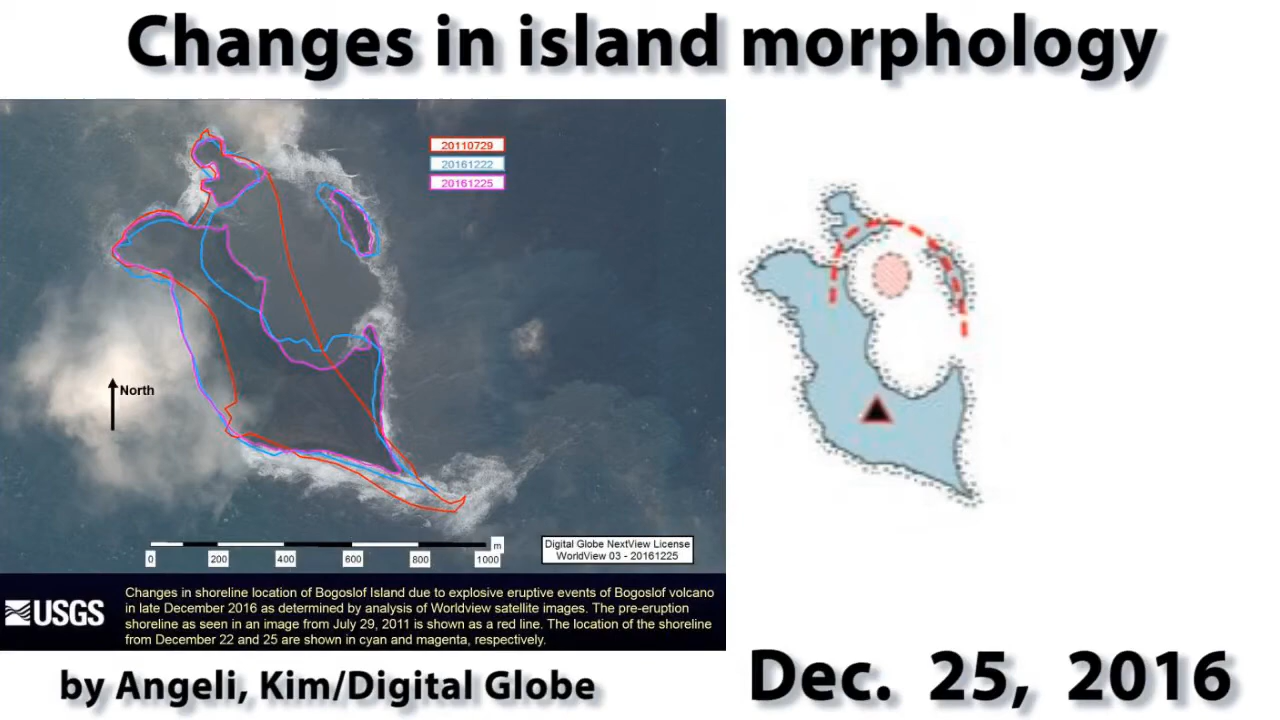 Changes in island morphology
20110729
20161222
20161225
North
m
0 200 400 600 800 1000
Digital Globe NextView License
WorldView 03 - 20161225
USGS
Changes in shoreline location of Bogoslof Island due to explosive eruptive events of Bogoslof volcano
in late December 2016 as determined by analysis of Worldview satellite images. The pre-eruption
shoreline as seen in an image from July 29, 2011 is shown as a red line. The location of the shoreline
from December 22 and 25 are shown in cyan and magenta, respectively.
by Angeli, Kim/Digital Globe
Dec. 25, 2016